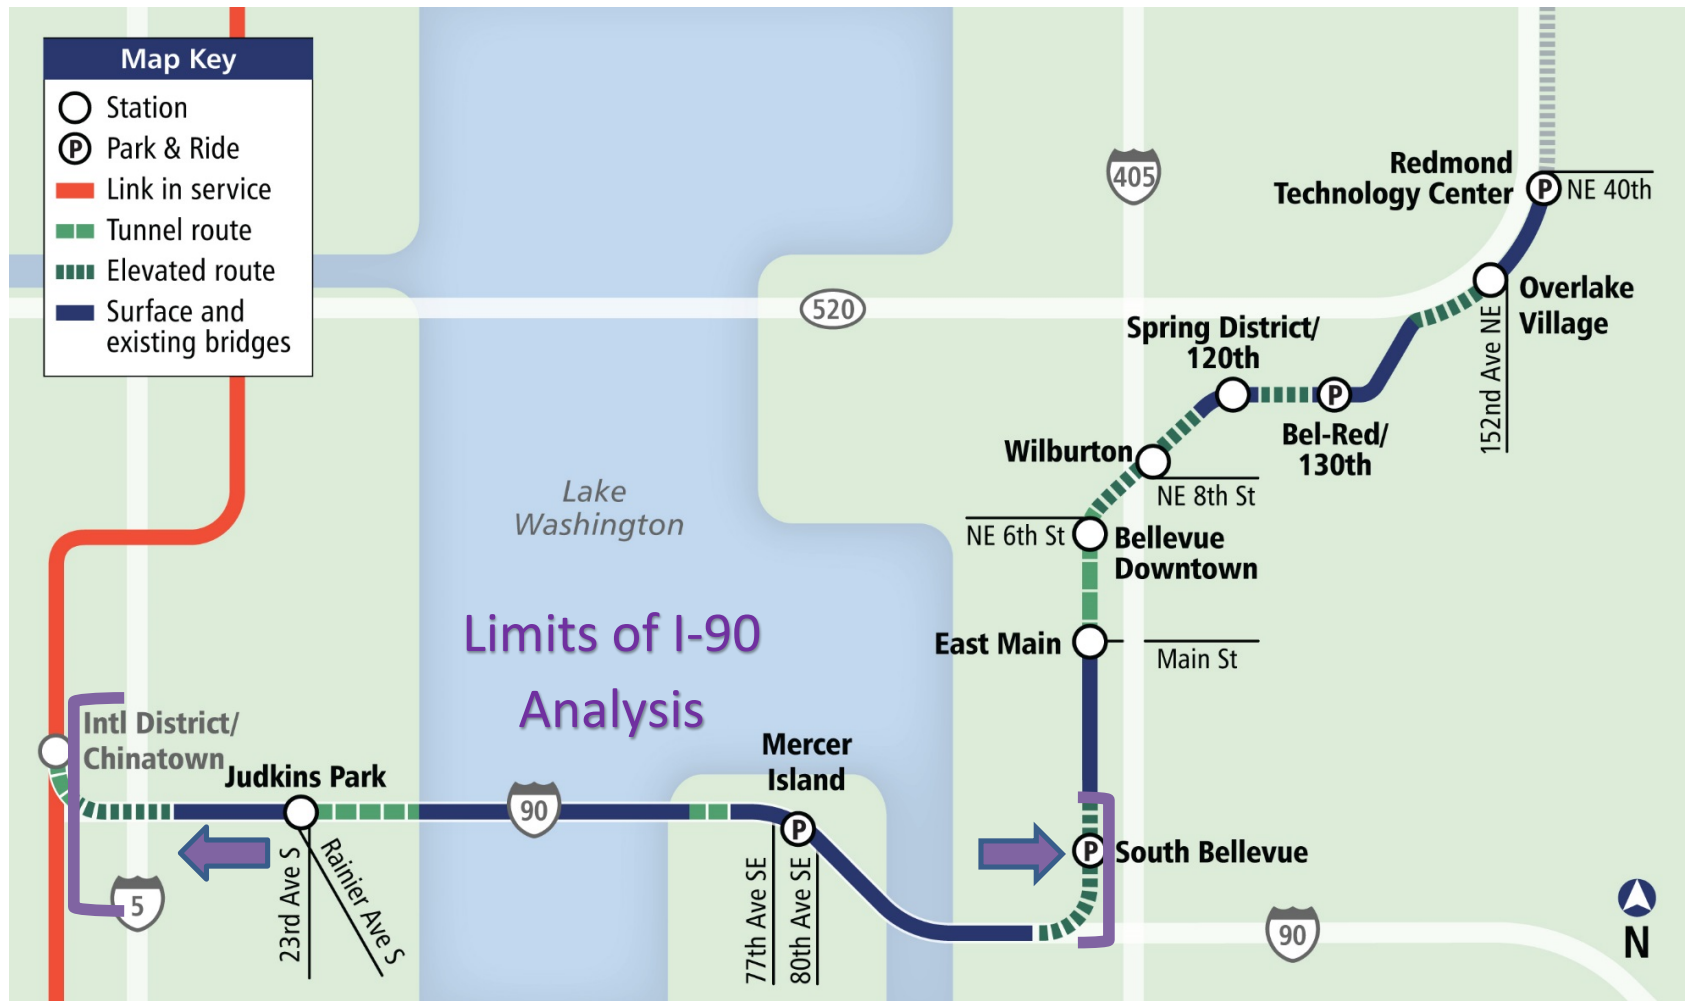 Map Key
Station
P Park & Ride
Link in service
Tunnel route
Elevated route
Surface and
existing bridges
405
Redmond
Technology Center
P
NE 40th
520
Overlake
Village
152nd Ave NE
Spring District/
120th
P
Bel-Red/
130th
Wilburton
NE 8th St
NE 6th St
Bellevue
Downtown
Lake
Washington
Limits of I-90
Analysis
East Main
Main St
Intl District/
Chinatown
Judkins Park
Mercer
Island
90
P
P
South Bellevue
23rd Ave S
Rainier Ave S
77th Ave SE
80th Ave SE
5
90
N